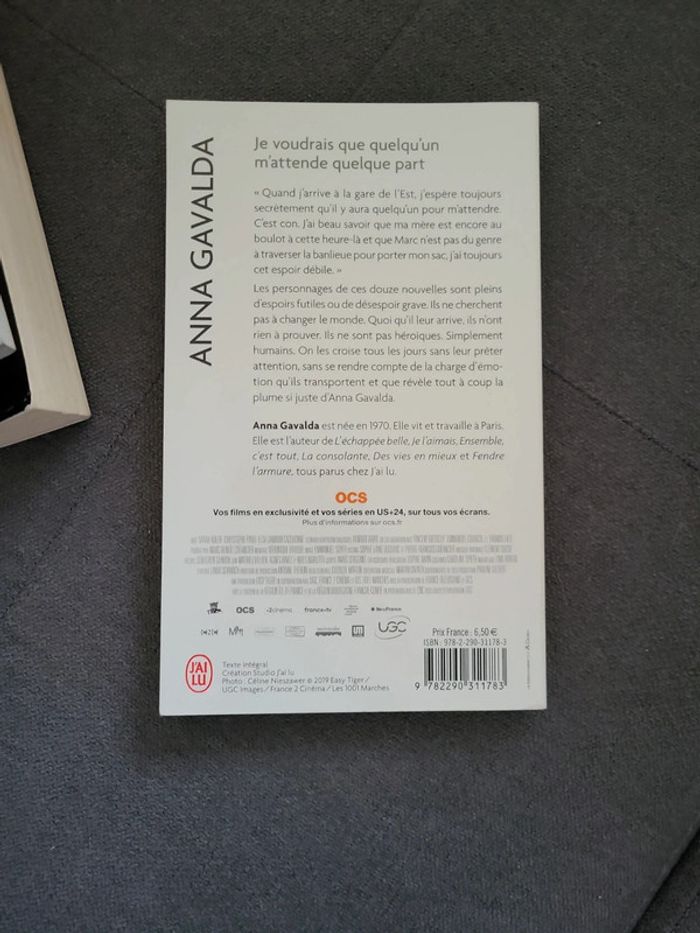 ANNA GAVALDA
Je voudrais que quelqu'un
m'attende quelque part
« Quand j'arrive à la gare de l'Est, j'espère toujours
secrètement qu'il y aura quelqu'un pour m'attendre.
C'est con. J'ai beau savoir que ma mère est encore au
boulot à cette heure-là et que Marc n'est pas du genre
à traverser la banlieue pour porter mon sac, j'ai toujours
cet espoir débile. »
Les personnages de ces douze nouvelles sont pleins
d'espoirs futiles ou de désespoir grave. Ils ne cherchent
pas à changer le monde. Quoi qu'il leur arrive, ils n'ont
rien à prouver. Ils ne sont pas héroïques. Simplement
humains. On les croise tous les jours sans leur prêter
attention, sans se rendre compte de la charge d'émo-
tion qu'ils transportent et que révèle tout à coup la
plume si juste d'Anna Gavalda.
Anna Gavalda est née en 1970. Elle vit et travaille à Paris.
Elle est l'auteur de L'échappée belle, Je l'aimais, Ensemble,
c'est tout, La consolante, Des vies en mieux et Fendre
l'armure, tous parus chez J'ai lu.
OCS
Vos films en exclusivité et vos séries en US+24, sur tous vos écrans.
Plus d'informations sur ocs.fr
OCS
france•tv
UGC
Prix France : 6,50 €
ISBN : 978-2-290-31178-3
9 782290 311783
J'AI
LU
Texte intégral
Création Studio J'ai lu
Photo : Céline Nieszawer © 2019 Easy Tiger /
UGC Images / France 2 Cinéma / Les 1001 Marches